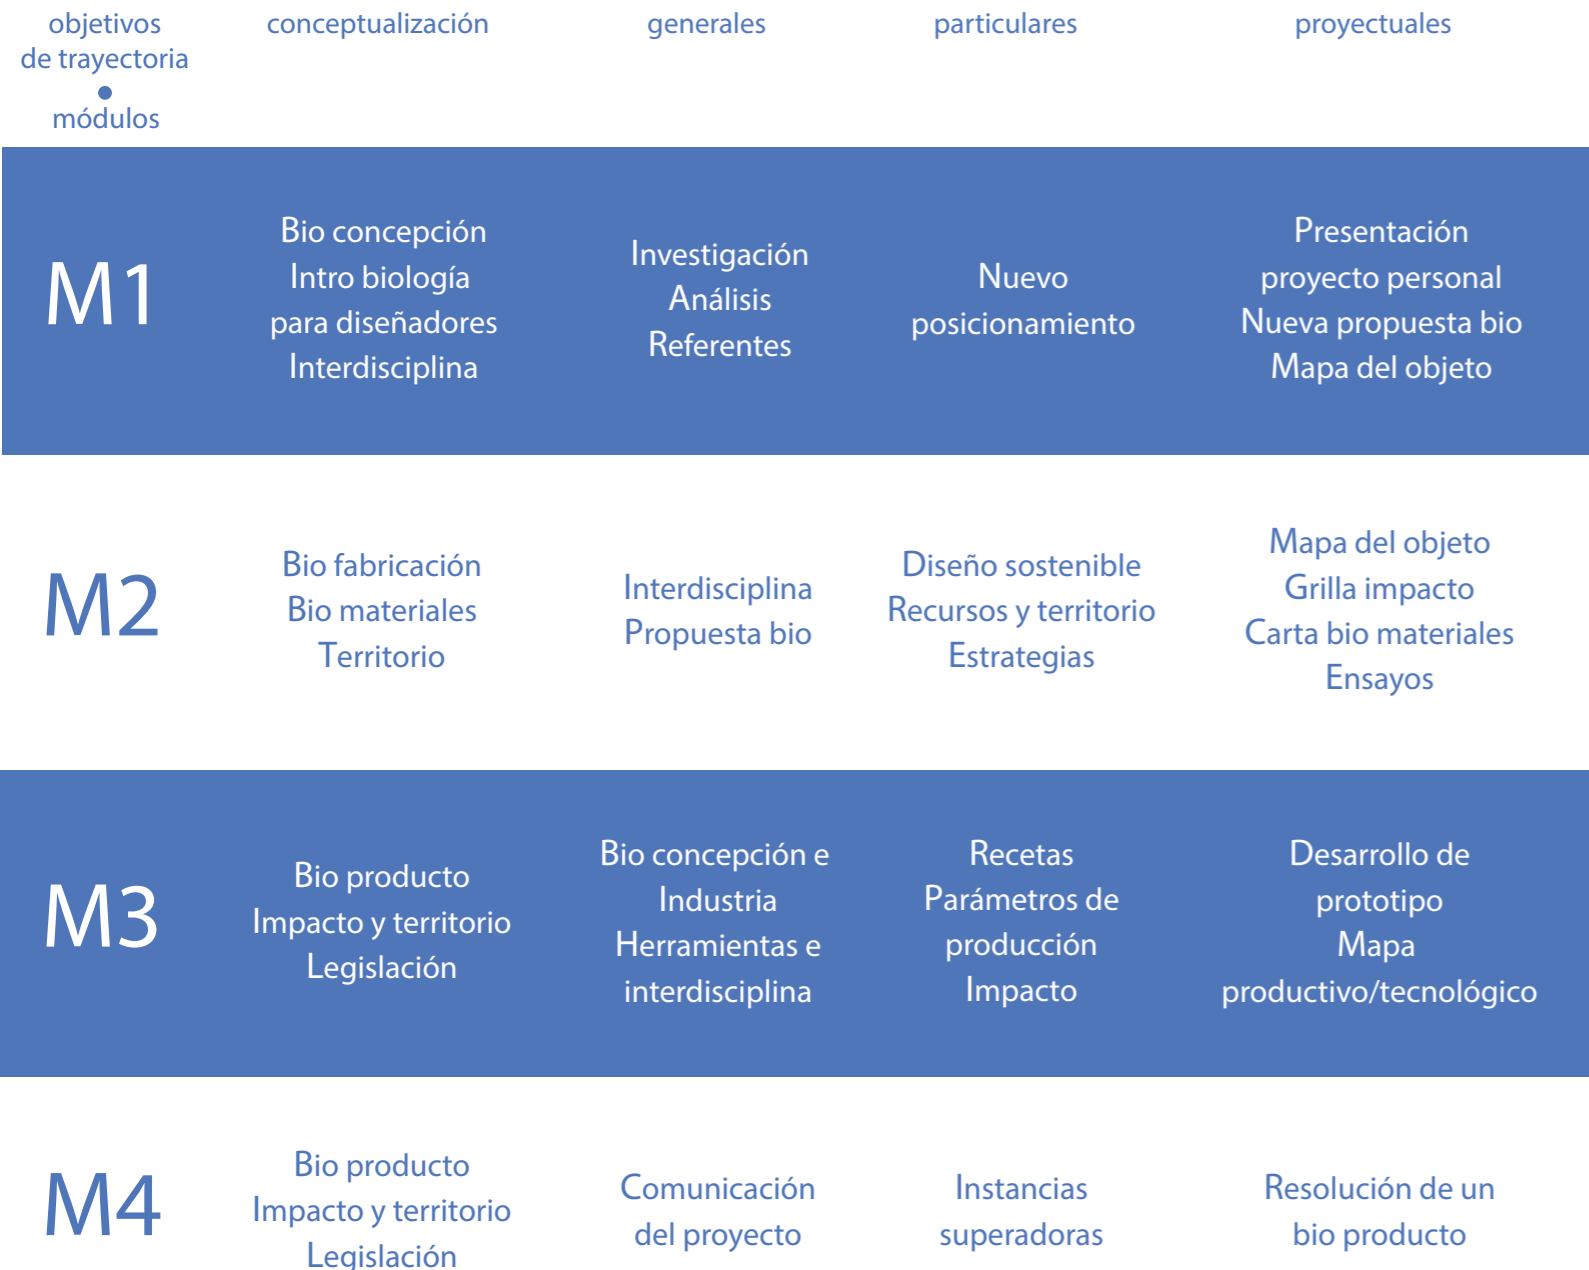 objetivos
de trayectoria
módulos
conceptualización
generales
particulares
proyectuales
M1
Bio concepción
Intro biología
para diseñadores
Interdisciplina
Investigación
Análisis
Referentes
Nuevo
posicionamiento
Presentación
proyecto personal
Nueva propuesta bio
Mapa del objeto
M2
Bio fabricación
Bio materiales
Territorio
Interdisciplina
Propuesta bio
Diseño sostenible
Recursos y territorio
Estrategias
Mapa del objeto
Grilla impacto
Carta bio materiales
Ensayos
M3
Bio producto
Impacto y territorio
Legislación
Bio concepción e
Industria
Herramientas e
interdisciplina
Recetas
Parámetros de
producción
Impacto
Desarrollo de
prototipo
Mapa
productivo/tecnológico
M4
Bio producto
Impacto y territorio
Legislación
Comunicación
del proyecto
Instancias
superadoras
Resolución de un
bio producto